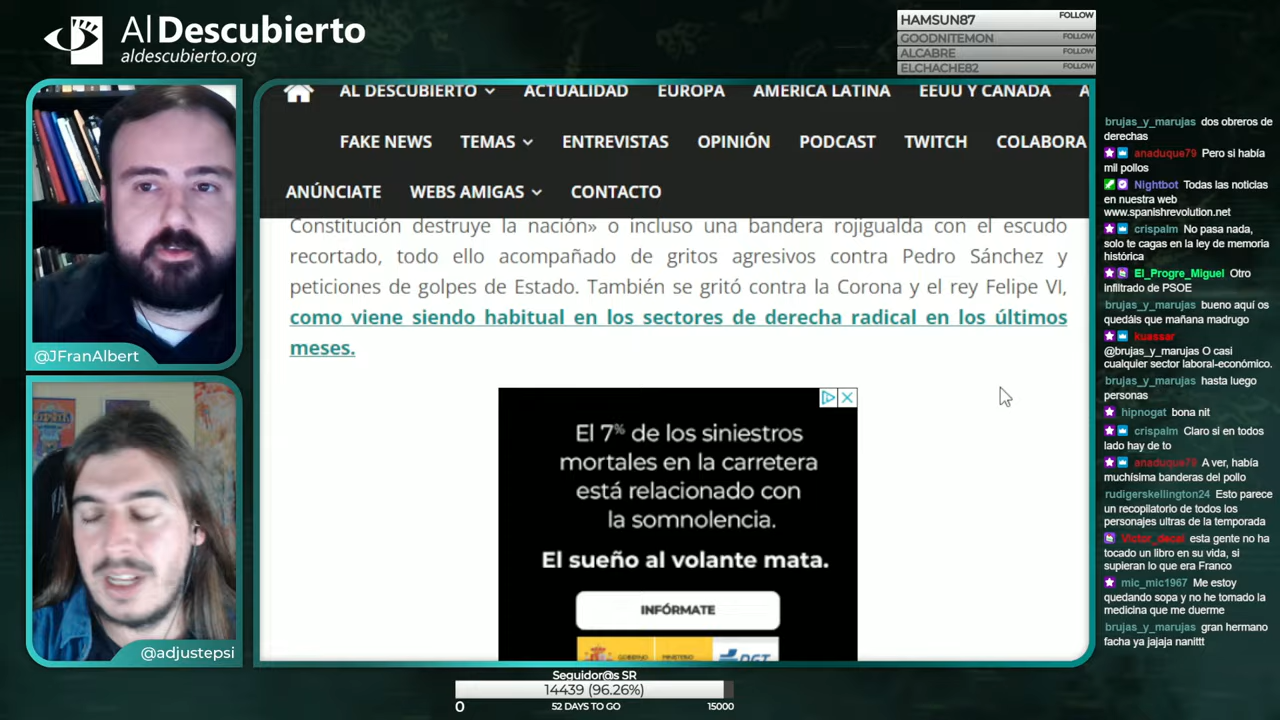 Al Descubierto
aldescubierto.org
HAMSUN87 FOLLOW
GOODNITEMON FOLLOW
ALCABRE FOLLOW
ELCHACHE82 FOLLOW
@JFranAlbert
@adjustepsi
AL DESCUBIERTO ACTUALIDAD EUROPA AMÉRICA LATINA EEUU Y CANADÁ A
FAKE NEWS TEMAS ENTREVISTAS OPINIÓN PODCAST TWITCH COLABORA
ANÚNCIATE WEBS AMIGAS CONTACTO
Constitución destruye la nación» o incluso una bandera rojigualda con el escudo
recortado, todo ello acompañado de gritos agresivos contra Pedro Sánchez y
peticiones de golpes de Estado. También se gritó contra la Corona y el rey Felipe VI,
como viene siendo habitual en los sectores de derecha radical en los últimos
meses.
El 7% de los siniestros
mortales en la carretera
está relacionado con
la somnolencia.
El sueño al volante mata.
INFÓRMATE
GOBIERNO MINISTERIO DGT
brujas_y_marujas dos obreros de
derechas
anaduque79 Pero si había
mil pollos
Nightbot Todas las noticias
en nuestra web
www.spanishrevolution.net
crispalm No pasa nada,
solo te cagas en la ley de memoria
histórica
El_Progre_Miguel Otro
infiltrado de PSOE
brujas_y_marujas bueno aquí os
quedáis que mañana madrugo
kuassar
@brujas_y_marujas O casi
cualquier sector laboral-económico.
brujas_y_marujas hasta luego
personas
hipnogat bona nit
crispalm Claro si en todos
lado hay de to
anaduque79 A ver, había
muchísima banderas del pollo
rudigerskellington24 Esto parece
un recopilatorio de todos los
personajes ultras de la temporada
Victor_decai esta gente no ha
tocado un libro en su vida, si
supieran lo que era Franco
mic_mic1967 Me estoy
quedando sopa y no he tomado la
medicina que me duerme
brujas_y_marujas gran hermano
facha ya jajaja nanittt
Seguidor@s SR
14439 (96.26%)
0 52 DAYS TO GO 15000